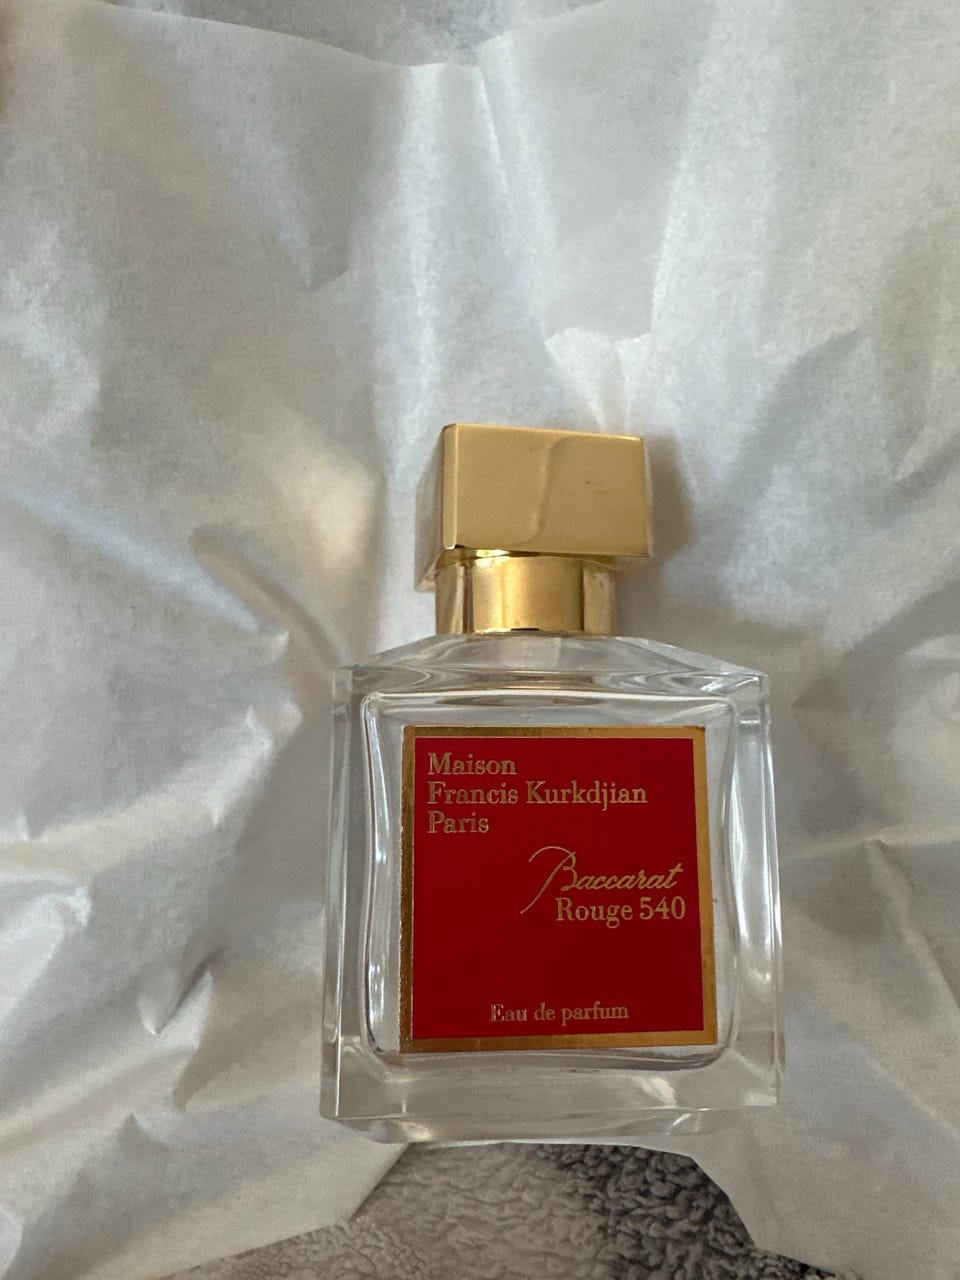 Maison
Francis Kurkdjian
Paris
Baccarat
Rouge 540
Eau de parfum